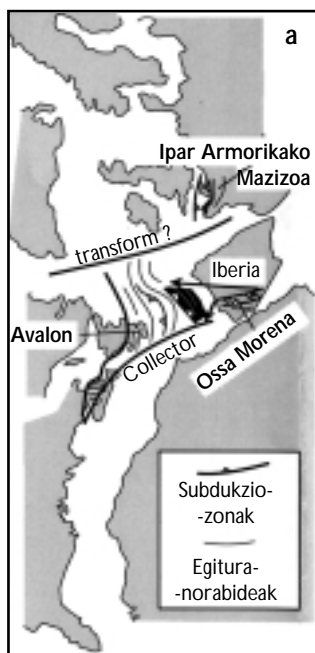 a
Ipar Armorikako
Mazizoa
transform ?
Iberia
Avalon
Collector
Ossa Morena
Subdukzio-
-zonak
Egitura-
-norabideak